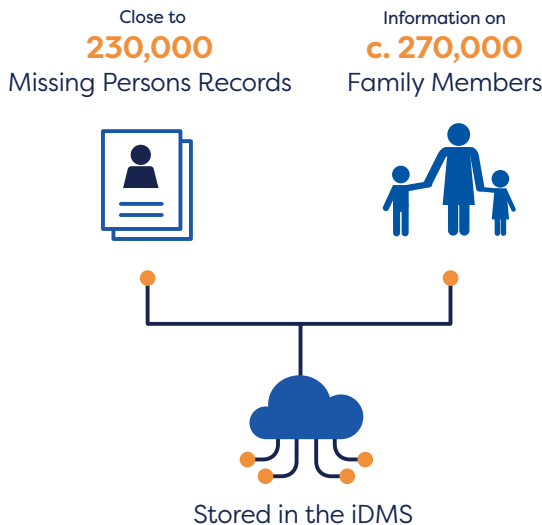 Close to
230,000
Missing Persons Records
Information on
c. 270,000
Family Members
Stored in the iDMS